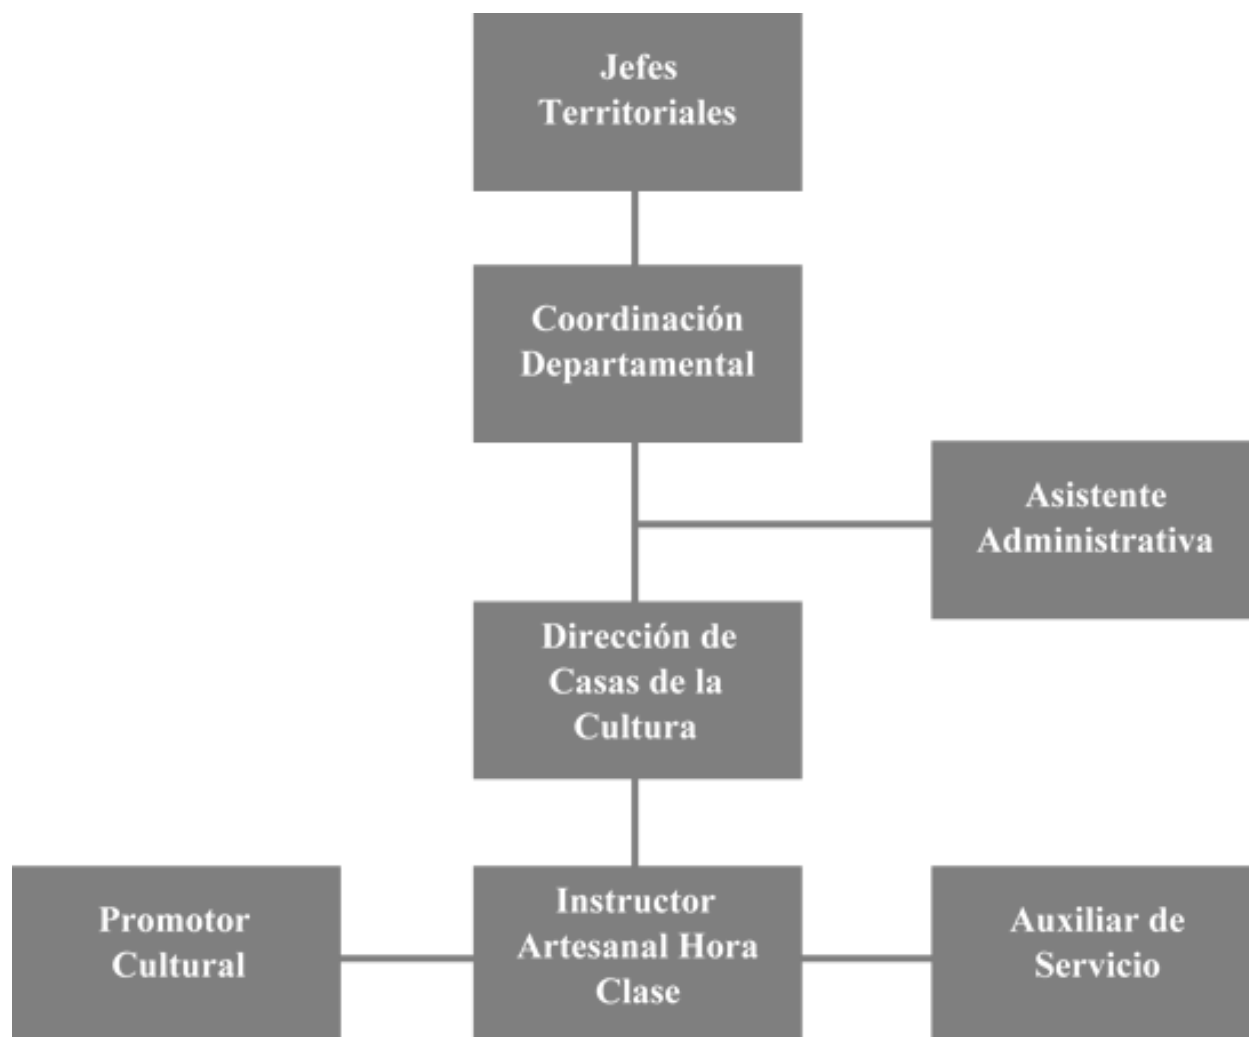 Jefes
Territoriales
Coordinación
Departamental
Asistente
Administrativa
Dirección de
Casas de la
Cultura
Promotor
Cultural
Instructor
Artesanal Hora
Clase
Auxiliar de
Servicio